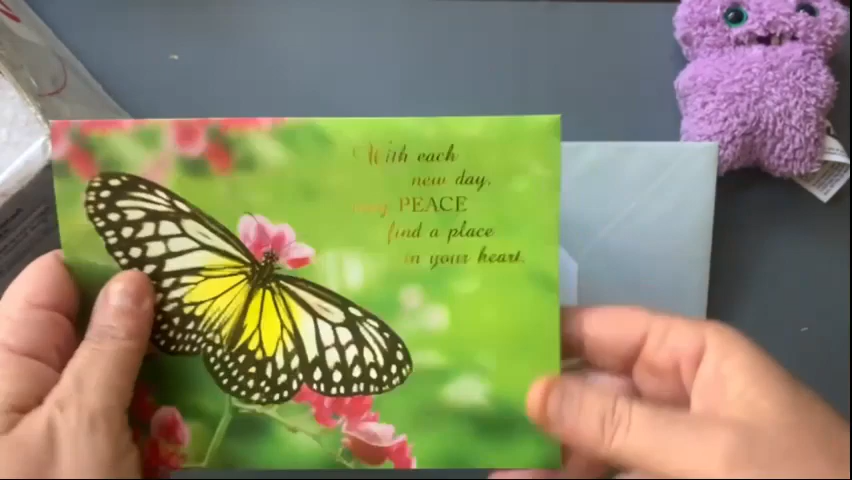 With each
new day,
may PEACE
find a place
in your heart.